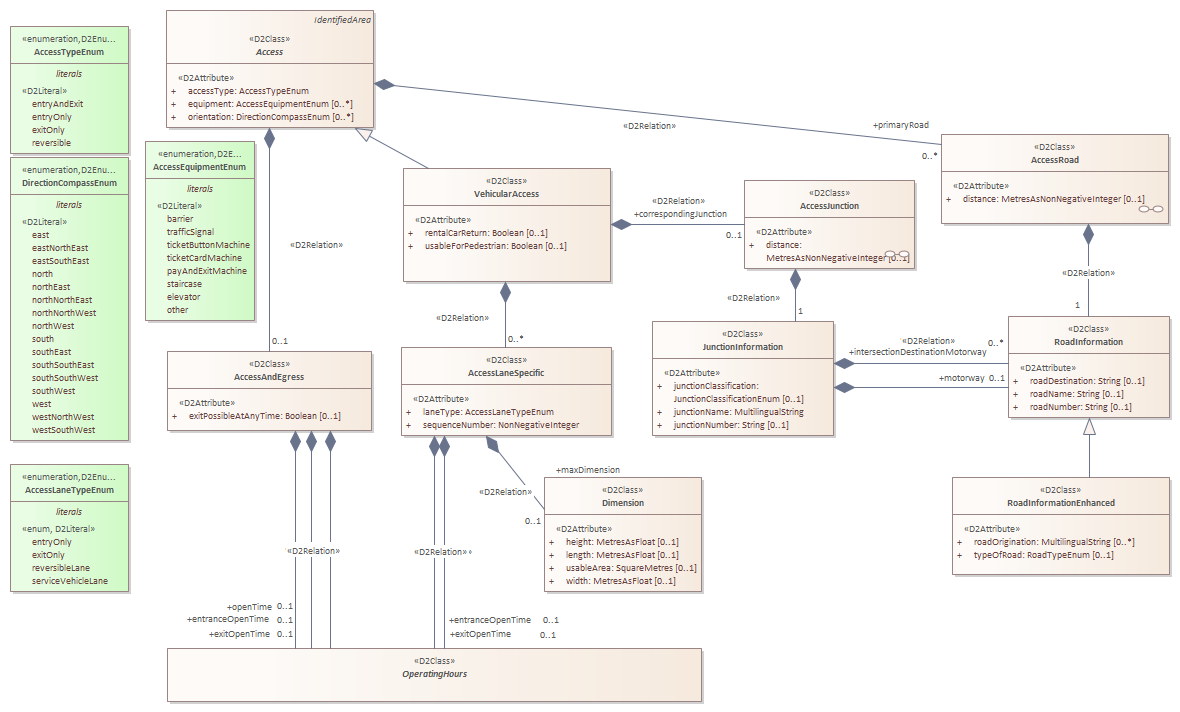 «enumeration,D2Enu...
AccessTypeEnum
literals
«D2Literal»
entryAndExit
entryOnly
exitOnly
reversible
«enumeration,D2Enu...
DirectionCompassEnum
literals
«D2Literal»
east
eastNorthEast
eastSouthEast
north
northEast
northNorthEast
northNorthWest
northWest
south
southEast
southSouthEast
southSouthWest
southWest
west
westNorthWest
westSouthWest
«enumeration,D2Enu...
AccessLaneTypeEnum
literals
«enum, D2Literal»
entryOnly
exitOnly
reversibleLane
serviceVehicleLane
«enumeration,D2E...
AccessEquipmentEnum
literals
«D2Literal»
barrier
trafficSignal
ticketButtonMachine
ticketCardMachine
payAndExitMachine
staircase
elevator
other
IdentifiedArea
«D2Class»
Access
«D2Attribute»
+ accessType: AccessTypeEnum
+ equipment: AccessEquipmentEnum [0..*]
+ orientation: DirectionCompassEnum [0..*]
«D2Relation»
+primaryRoad
0..*
«D2Class»
AccessRoad
«D2Attribute»
+ distance: MetresAsNonNegativeInteger [0..1]
«D2Class»
VehicularAccess
«D2Attribute»
+ rentalCarReturn: Boolean [0..1]
+ usableForPedestrian: Boolean [0..1]
«D2Relation»
+correspondingJunction
0..1
«D2Class»
AccessJunction
«D2Attribute»
+ distance:
MetresAsNonNegativeInteger [0..1]
«D2Relation»
0..1
«D2Relation»
0..*
«D2Relation»
1
«D2Relation»
1
«D2Class»
AccessAndEgress
«D2Attribute»
+ exitPossibleAtAnyTime: Boolean [0..1]
«D2Class»
AccessLaneSpecific
«D2Attribute»
+ laneType: AccessLaneTypeEnum
+ sequenceNumber: NonNegativeInteger
«D2Class»
JunctionInformation
«D2Attribute»
+ junctionClassification:
JunctionClassificationEnum [0..1]
+ junctionName: MultilingualString
+ junctionNumber: String [0..1]
«D2Relation»
0..*
+intersectionDestinationMotorway
+motorway 0..1
«D2Class»
RoadInformation
«D2Attribute»
+ roadDestination: String [0..1]
+ roadName: String [0..1]
+ roadNumber: String [0..1]
«D2Relation»
+maxDimension
0..1
«D2Class»
Dimension
«D2Attribute»
+ height: MetresAsFloat [0..1]
+ length: MetresAsFloat [0..1]
+ usableArea: SquareMetres [0..1]
+ width: MetresAsFloat [0..1]
«D2Class»
RoadInformationEnhanced
«D2Attribute»
+ roadOrigination: MultilingualString [0..*]
+ typeOfRoad: RoadTypeEnum [0..1]
«D2Relation»
+openTime 0..1
+entranceOpenTime 0..1
+exitOpenTime 0..1
«D2Relation»
+entranceOpenTime 0..1
+exitOpenTime 0..1
«D2Class»
OperatingHours